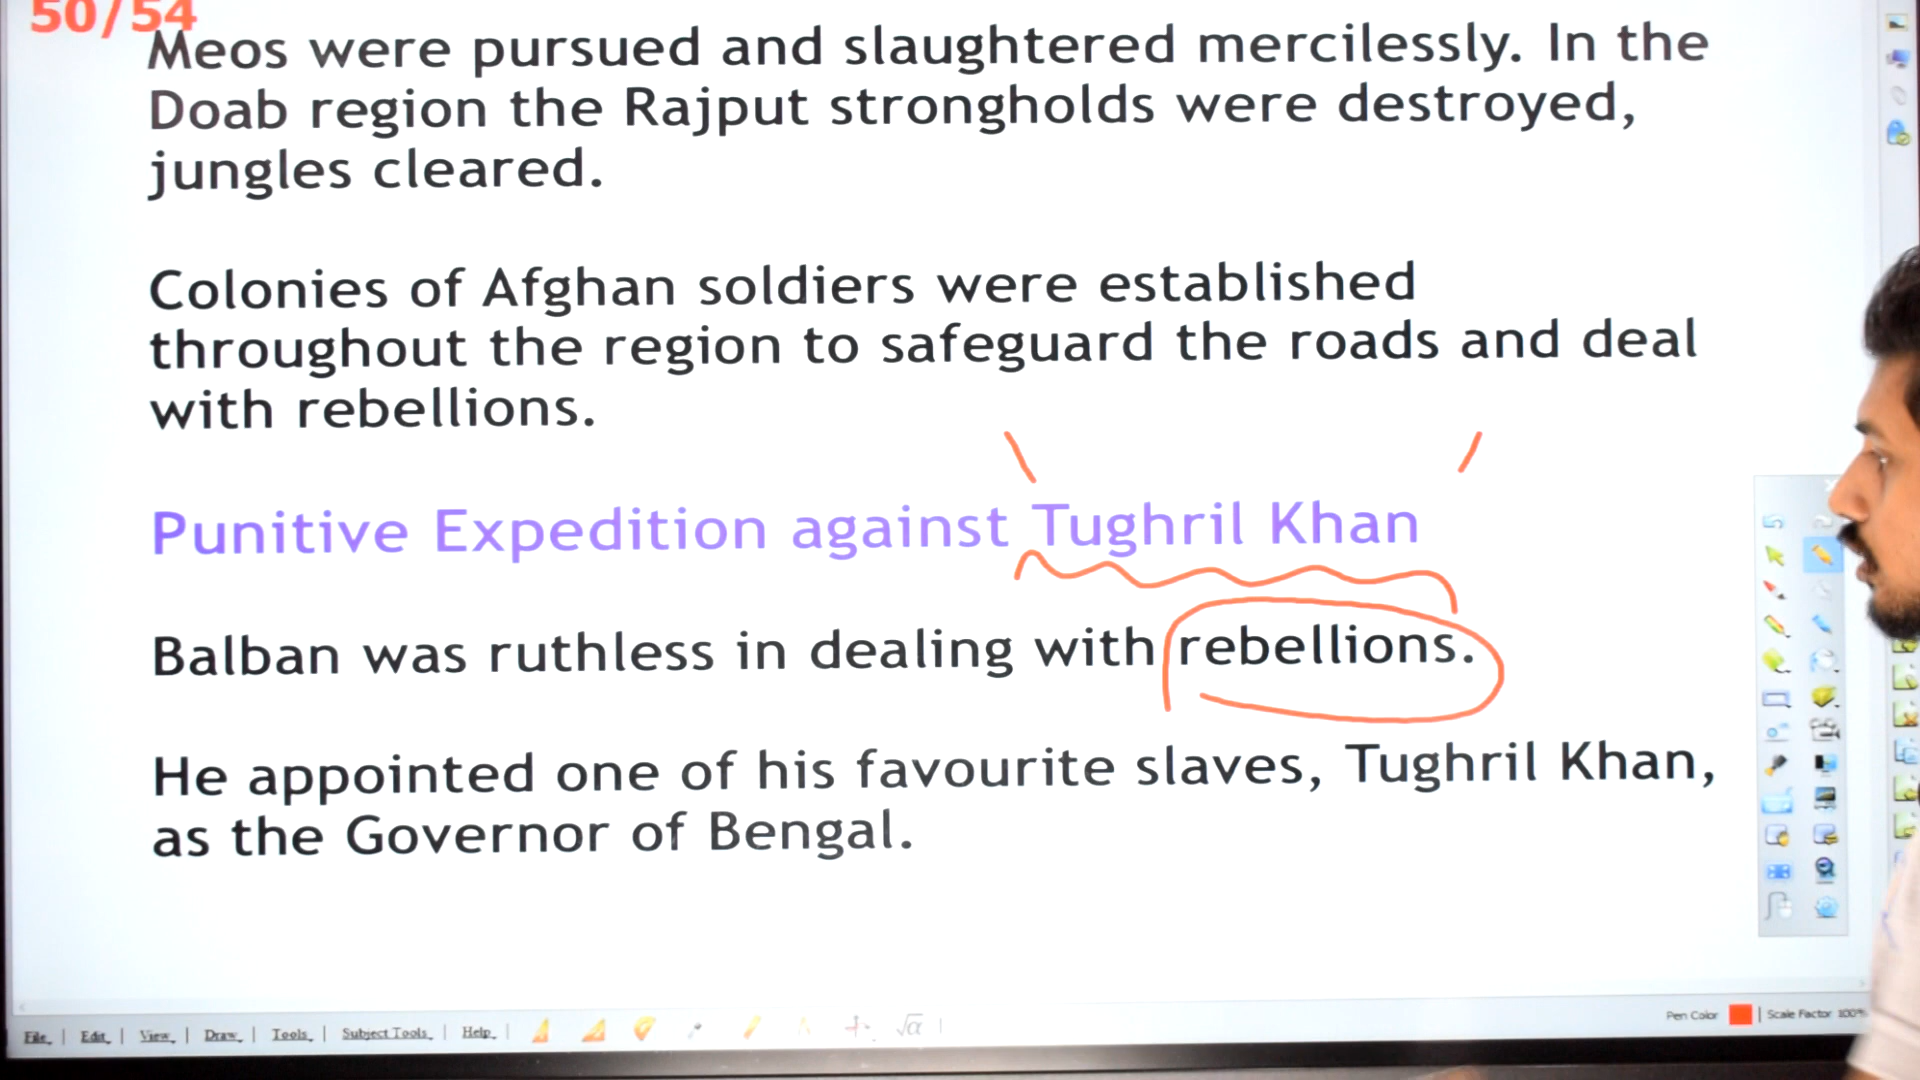 50/54
Meos were pursued and slaughtered mercilessly. In the
Doab region the Rajput strongholds were destroyed,
jungles cleared.
Colonies of Afghan soldiers were established
throughout the region to safeguard the roads and deal
with rebellions.
Punitive Expedition against Tughril Khan
Balban was ruthless in dealing with rebellions.
He appointed one of his favourite slaves, Tughril Khan,
as the Governor of Bengal.
File | Edit | View | Draw | Tools | Subject Tools | Help |
√α
Pen Color | Scale Factor 100%